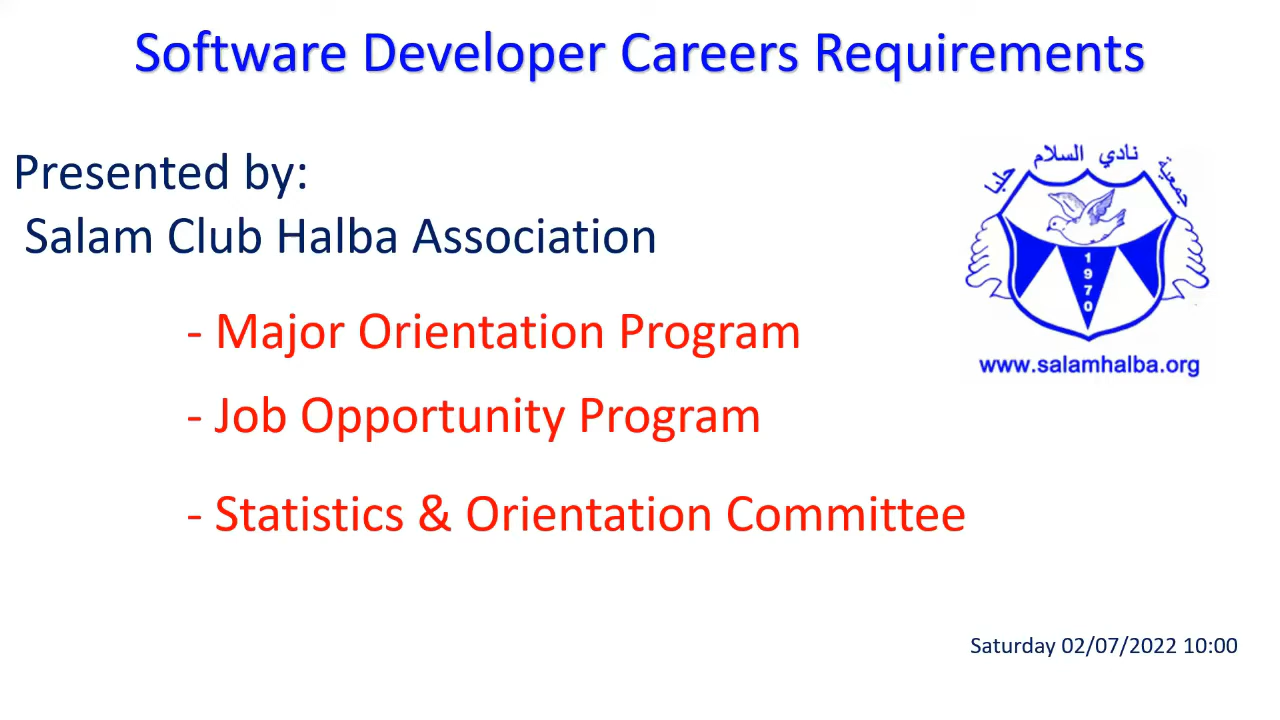 Software Developer Careers Requirements
Presented by:
Salam Club Halba Association
- Major Orientation Program
- Job Opportunity Program
- Statistics & Orientation Committee
جمعية نادي السلام حلبا
1970
www.salamhalba.org
Saturday 02/07/2022 10:00